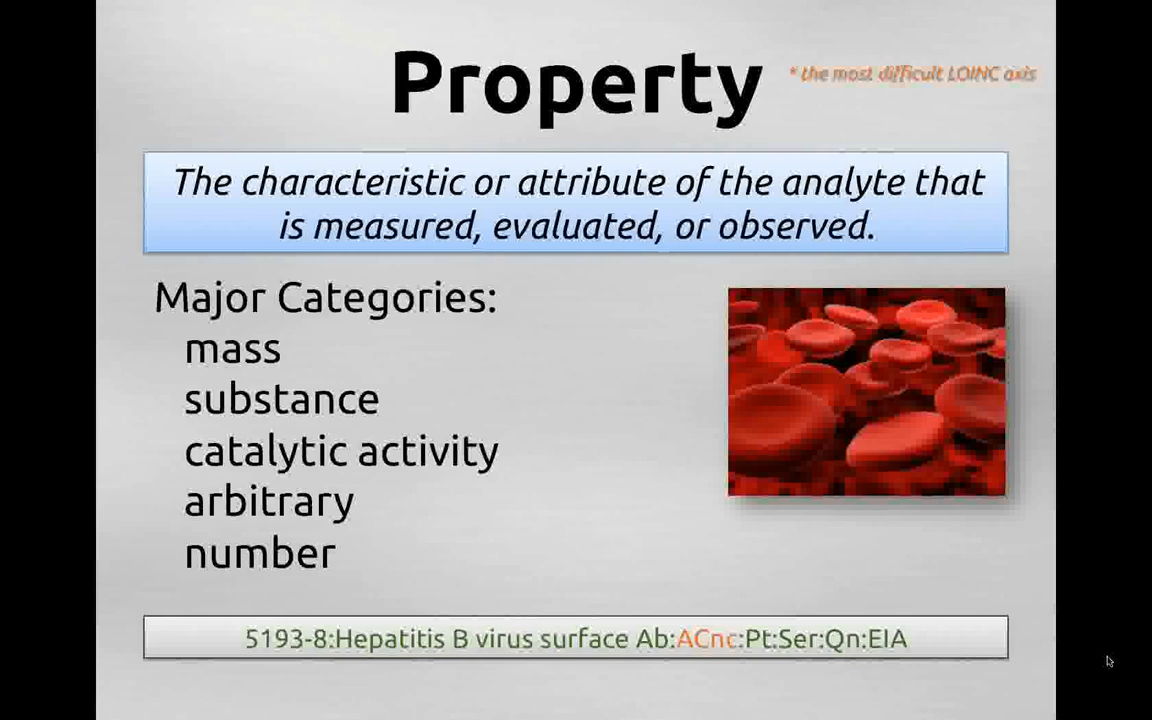 Property
* the most difficult LOINC axis
The characteristic or attribute of the analyte that
is measured, evaluated, or observed.
Major Categories:
mass
substance
catalytic activity
arbitrary
number
5193-8:Hepatitis B virus surface Ab:ACnc:Pt:Ser:Qn:EIA